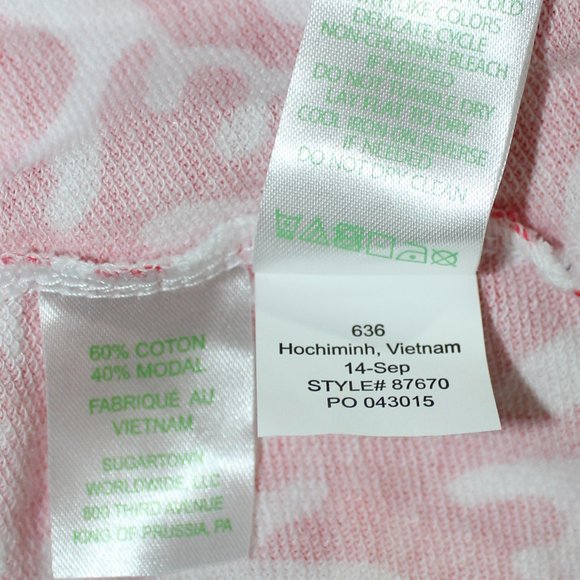 COLD
LIKE COLORS
DELICATE CYCLE
NON-CHLORINE BLEACH
IF NEEDED
DO NOT TUMBLE DRY
LAY FLAT TO DRY
COOL IRON ON REVERSE
IF NEEDED
DO NOT DRY CLEAN
636
Hochiminh, Vietnam
14-Sep
STYLE# 87670
PO 043015
60% COTON
40% MODAL
FABRIQUÉ AU
VIETNAM
SUGARTOWN
WORLDWIDE, LLC
800 THIRD AVENUE
KING OF PRUSSIA, PA